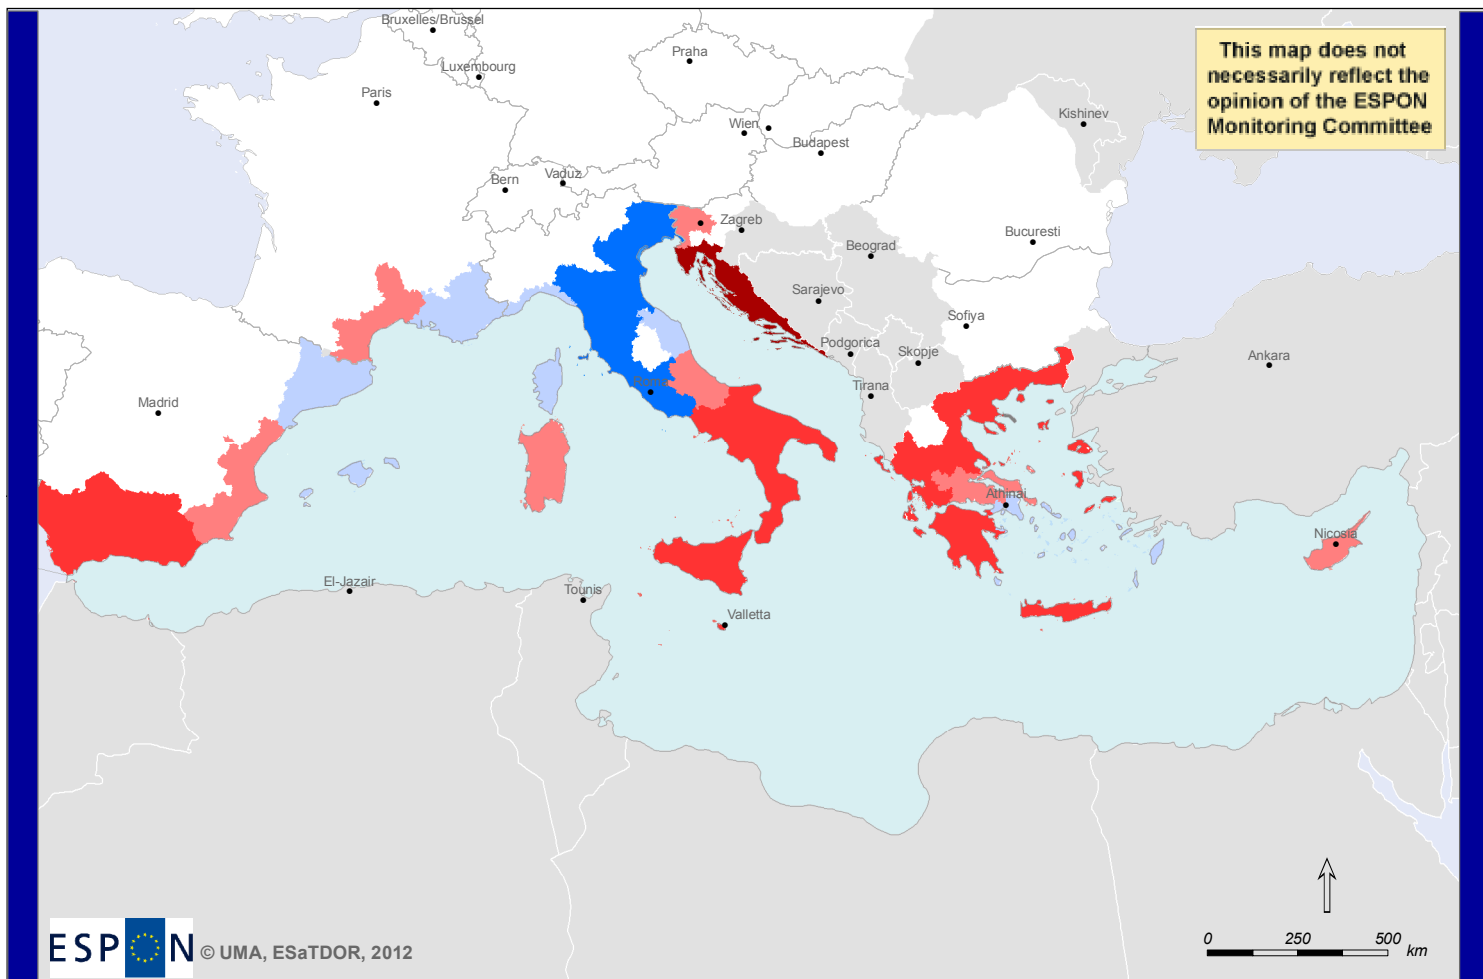 Bruxelles/Brussel
This map does not
necessarily reflect the
opinion of the ESPON
Monitoring Committee
Praha
Luxembourg
Paris
Kishinev
Wien
Budapest
Vaduz
Bern
Zagreb
Bucuresti
Beograd
Sarajevo
Sofiya
Podgorica
Skopje
Ankara
Tirana
Roma
Madrid
Athinai
Nicosia
El-Jazair
Tounis
Valletta
ESPON © UMA, ESaTDOR, 2012
0 250 500 km